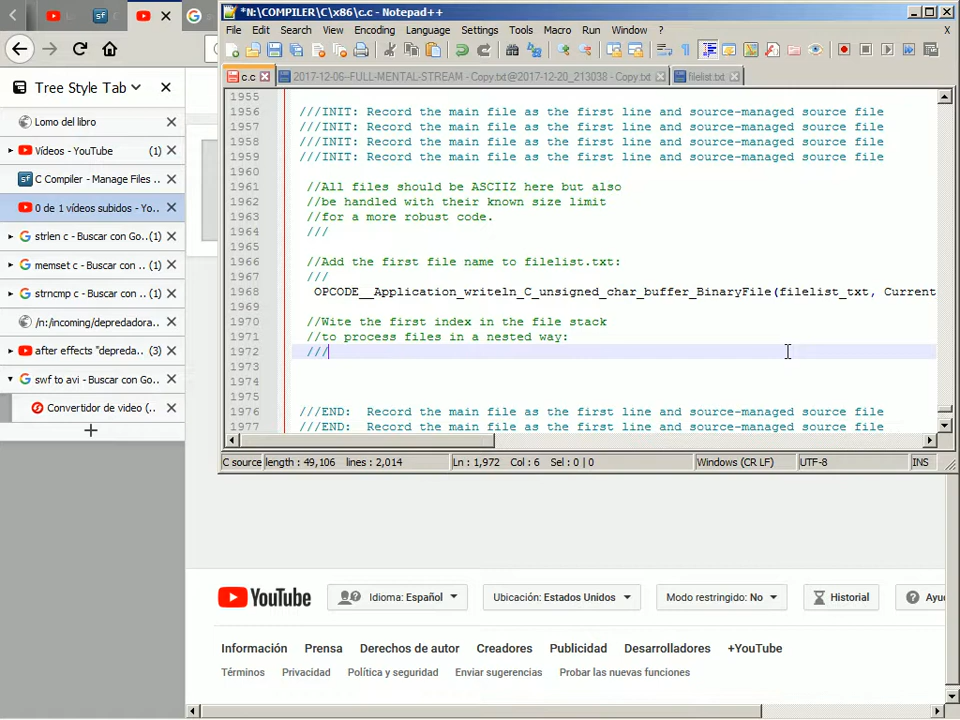 *N:\COMPILER\C\x86\c.c - Notepad++
File Edit Search View Encoding Language Settings Tools Macro Run Window ? X
c.c 2017-12-06--FULL-MENTAL-STREAM - Copy.txt@2017-12-20_213038 - Copy.txt filelist.txt
Tree Style Tab
Lomo del libro
Vídeos - YouTube (1)
C Compiler - Manage Files ...
0 de 1 vídeos subidos - Yo...
strlen c - Buscar con Go... (1)
memset c - Buscar con ... (1)
strncmp c - Buscar con ... (1)
/n:/incoming/depredadora...
after effects "depreda... (1)
swf to avi - Buscar con Go... (1)
Convertidor de video (...
1955
1956 ///INIT: Record the main file as the first line and source-managed source file
1957 ///INIT: Record the main file as the first line and source-managed source file
1958 ///INIT: Record the main file as the first line and source-managed source file
1959 ///INIT: Record the main file as the first line and source-managed source file
1960
1961 //All files should be ASCIIZ here but also
1962 //be handled with their known size limit
1963 //for a more robust code.
1964 ///
1965
1966 //Add the first file name to filelist.txt:
1967 ///
1968 OPCODE__Application_writeln_C_unsigned_char_buffer_BinaryFile(filelist_txt, Current
1969
1970 //Wite the first index in the file stack
1971 //to process files in a nested way:
1972 ///
1973
1974
1975
1976 ///END: Record the main file as the first line and source-managed source file
1977 ///END: Record the main file as the first line and source-managed source file
C source length : 49,106 lines : 2,014 Ln : 1,972 Col : 6 Sel : 0 | 0 Windows (CR LF) UTF-8 INS
YouTube Idioma: Español Ubicación: Estados Unidos Modo restringido: No Historial Ayu
Información Prensa Derechos de autor Creadores Publicidad Desarrolladores +YouTube
Términos Privacidad Política y seguridad Enviar sugerencias Probar las nuevas funciones